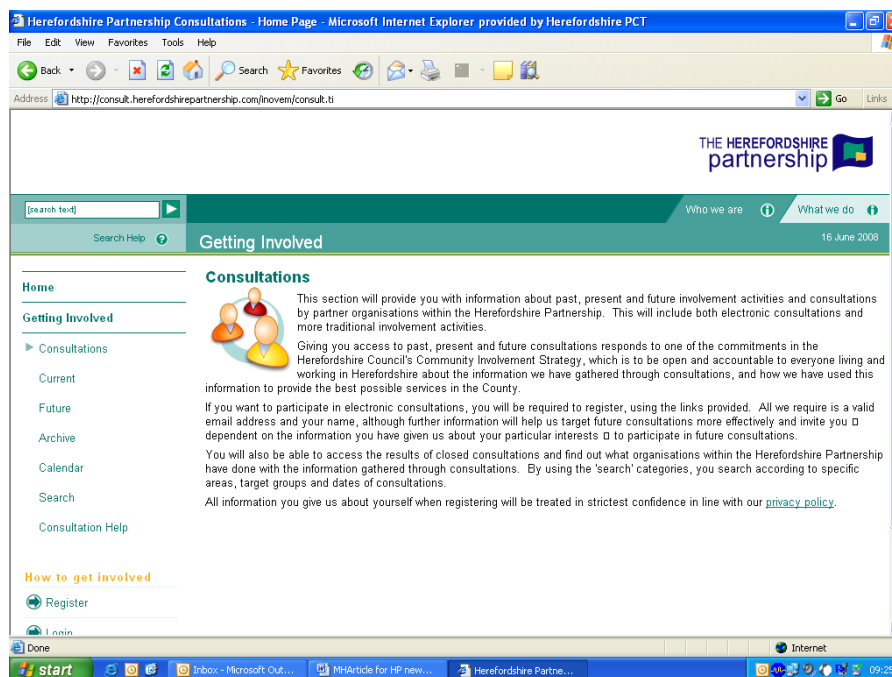 Herefordshire Partnership Consultations - Home Page - Microsoft Internet Explorer provided by Herefordshire PCT
File Edit View Favorites Tools Help
Back Search Favorites
Address http://consult.herefordshirepartnership.com/inovem/consult.ti Go Links
THE HEREFORDSHIRE
partnership
[search text] Who we are What we do
Search Help Getting Involved 16 June 2008
Home
Getting Involved
Consultations
Current
Future
Archive
Calendar
Search
Consultation Help
How to get involved
Register
Login
Consultations
This section will provide you with information about past, present and future involvement activities and consultations
by partner organisations within the Herefordshire Partnership. This will include both electronic consultations and
more traditional involvement activities.
Giving you access to past, present and future consultations responds to one of the commitments in the
Herefordshire Council's Community Involvement Strategy, which is to be open and accountable to everyone living and
working in Herefordshire about the information we have gathered through consultations, and how we have used this
information to provide the best possible services in the County.
If you want to participate in electronic consultations, you will be required to register, using the links provided. All we require is a valid
email address and your name, although further information will help us target future consultations more effectively and invite you □
dependent on the information you have given us about your particular interests □ to participate in future consultations.
You will also be able to access the results of closed consultations and find out what organisations within the Herefordshire Partnership
have done with the information gathered through consultations. By using the 'search' categories, you search according to specific
areas, target groups and dates of consultations.
All information you give us about yourself when registering will be treated in strictest confidence in line with our privacy policy.
Done Internet
start Inbox - Microsoft Out... MHArticle for HP new... Herefordshire Partne... 09:25